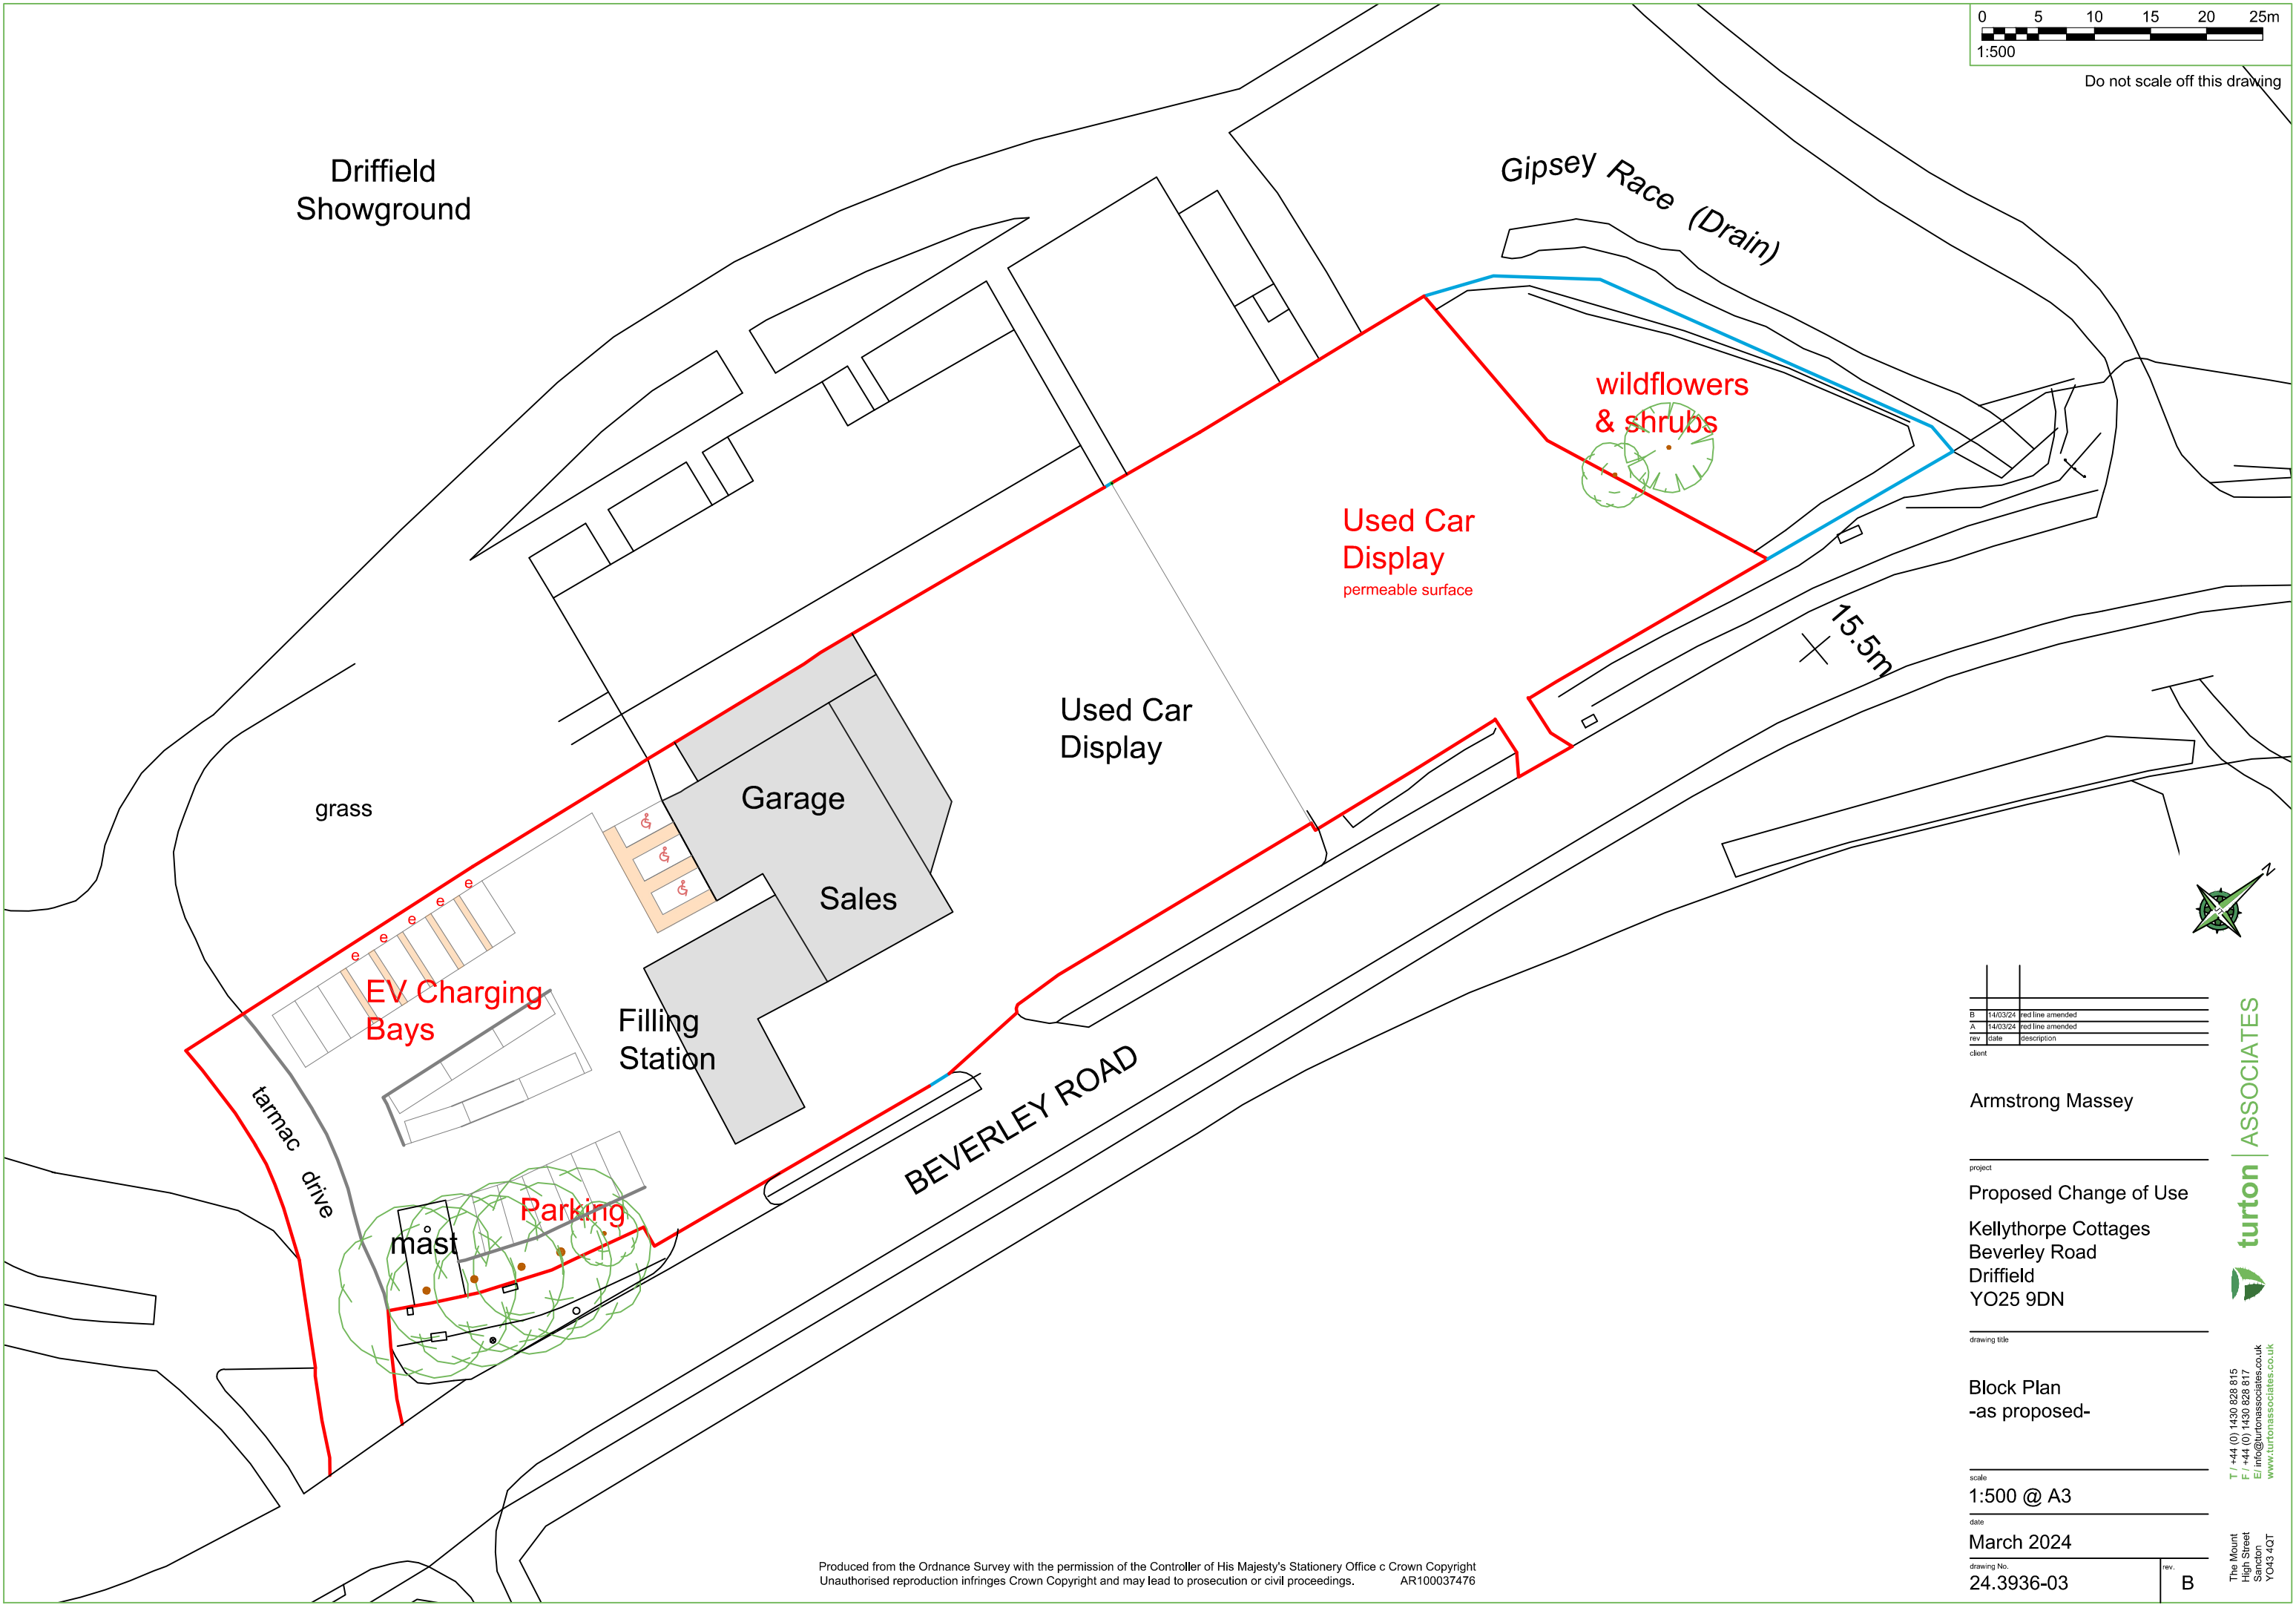 0 5 10 15 20 25m
1:500
Do not scale off this drawing
Driffield
Showground
Gipsey Race (Drain)
wildflowers
& shrubs
Used Car
Display
permeable surface
15.5m
Used Car
Display
grass
Garage
Sales
e
e
e
e
e
EV Charging
Bays
Filling
Station
tarmac drive
Parking
mast
BEVERLEY ROAD
N
B 14/03/24 red line amended
A 14/03/24 red line amended
rev date description
client
Armstrong Massey
project
Proposed Change of Use
Kellythorpe Cottages
Beverley Road
Driffield
YO25 9DN
drawing title
Block Plan
-as proposed-
scale
1:500 @ A3
date
March 2024
drawing No.
24.3936-03
rev.
B
turton | ASSOCIATES
T / +44 (0) 1430 828 815
F / +44 (0) 1430 828 817
E/ info@turtonassociates.co.uk
www.turtonassociates.co.uk
The Mount
High Street
Sancton
YO43 4QT
Produced from the Ordnance Survey with the permission of the Controller of His Majesty's Stationery Office c Crown Copyright
Unauthorised reproduction infringes Crown Copyright and may lead to prosecution or civil proceedings. AR100037476